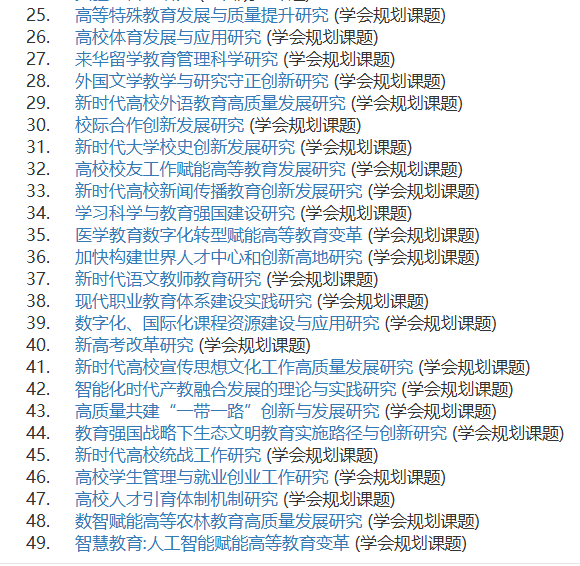 25. 高等特殊教育发展与质量提升研究 (学会规划课题)
26. 高校体育发展与应用研究 (学会规划课题)
27. 来华留学教育管理科学研究 (学会规划课题)
28. 外国文学教学与研究守正创新研究 (学会规划课题)
29. 新时代高校外语教育高质量发展研究 (学会规划课题)
30. 校际合作创新发展研究 (学会规划课题)
31. 新时代大学校史创新发展研究 (学会规划课题)
32. 高校校友工作赋能高等教育发展研究 (学会规划课题)
33. 新时代高校新闻传播教育创新发展研究 (学会规划课题)
34. 学习科学与教育强国建设研究 (学会规划课题)
35. 医学教育数字化转型赋能高等教育变革 (学会规划课题)
36. 加快构建世界人才中心和创新高地研究 (学会规划课题)
37. 新时代语文教师教育研究 (学会规划课题)
38. 现代职业教育体系建设实践研究 (学会规划课题)
39. 数字化、国际化课程资源建设与应用研究 (学会规划课题)
40. 新高考改革研究 (学会规划课题)
41. 新时代高校宣传思想文化工作高质量发展研究 (学会规划课题)
42. 智能化时代产教融合发展的理论与实践研究 (学会规划课题)
43. 高质量共建“一带一路”创新与发展研究 (学会规划课题)
44. 教育强国战略下生态文明教育实施路径与创新研究 (学会规划课题)
45. 新时代高校统战工作研究 (学会规划课题)
46. 高校学生管理与就业创业工作研究 (学会规划课题)
47. 高校人才引育体制机制研究 (学会规划课题)
48. 数智赋能高等农林教育高质量发展研究 (学会规划课题)
49. 智慧教育:人工智能赋能高等教育变革 (学会规划课题)